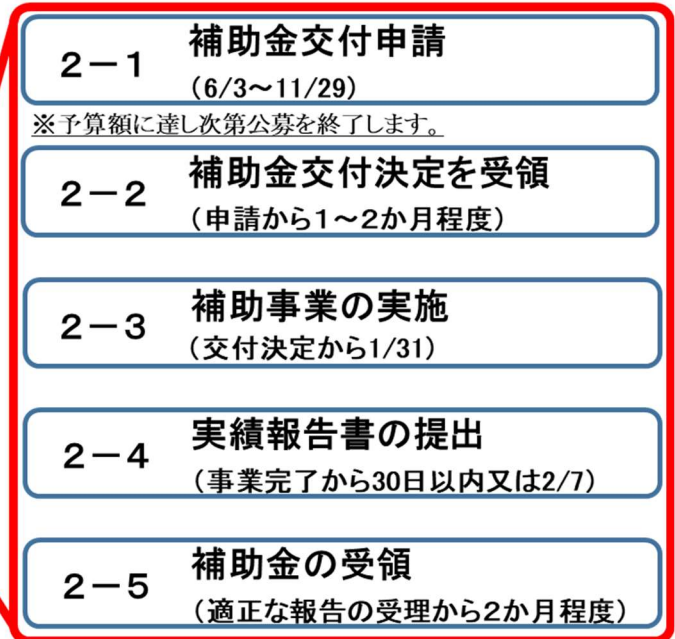 2－1 補助金交付申請
(6/3～11/29)
※予算額に達し次第公募を終了します。
2－2 補助金交付決定を受領
(申請から1～2か月程度)
2－3 補助事業の実施
(交付決定から1/31)
2－4 実績報告書の提出
(事業完了から30日以内又は2/7)
2－5 補助金の受領
(適正な報告の受理から2か月程度)